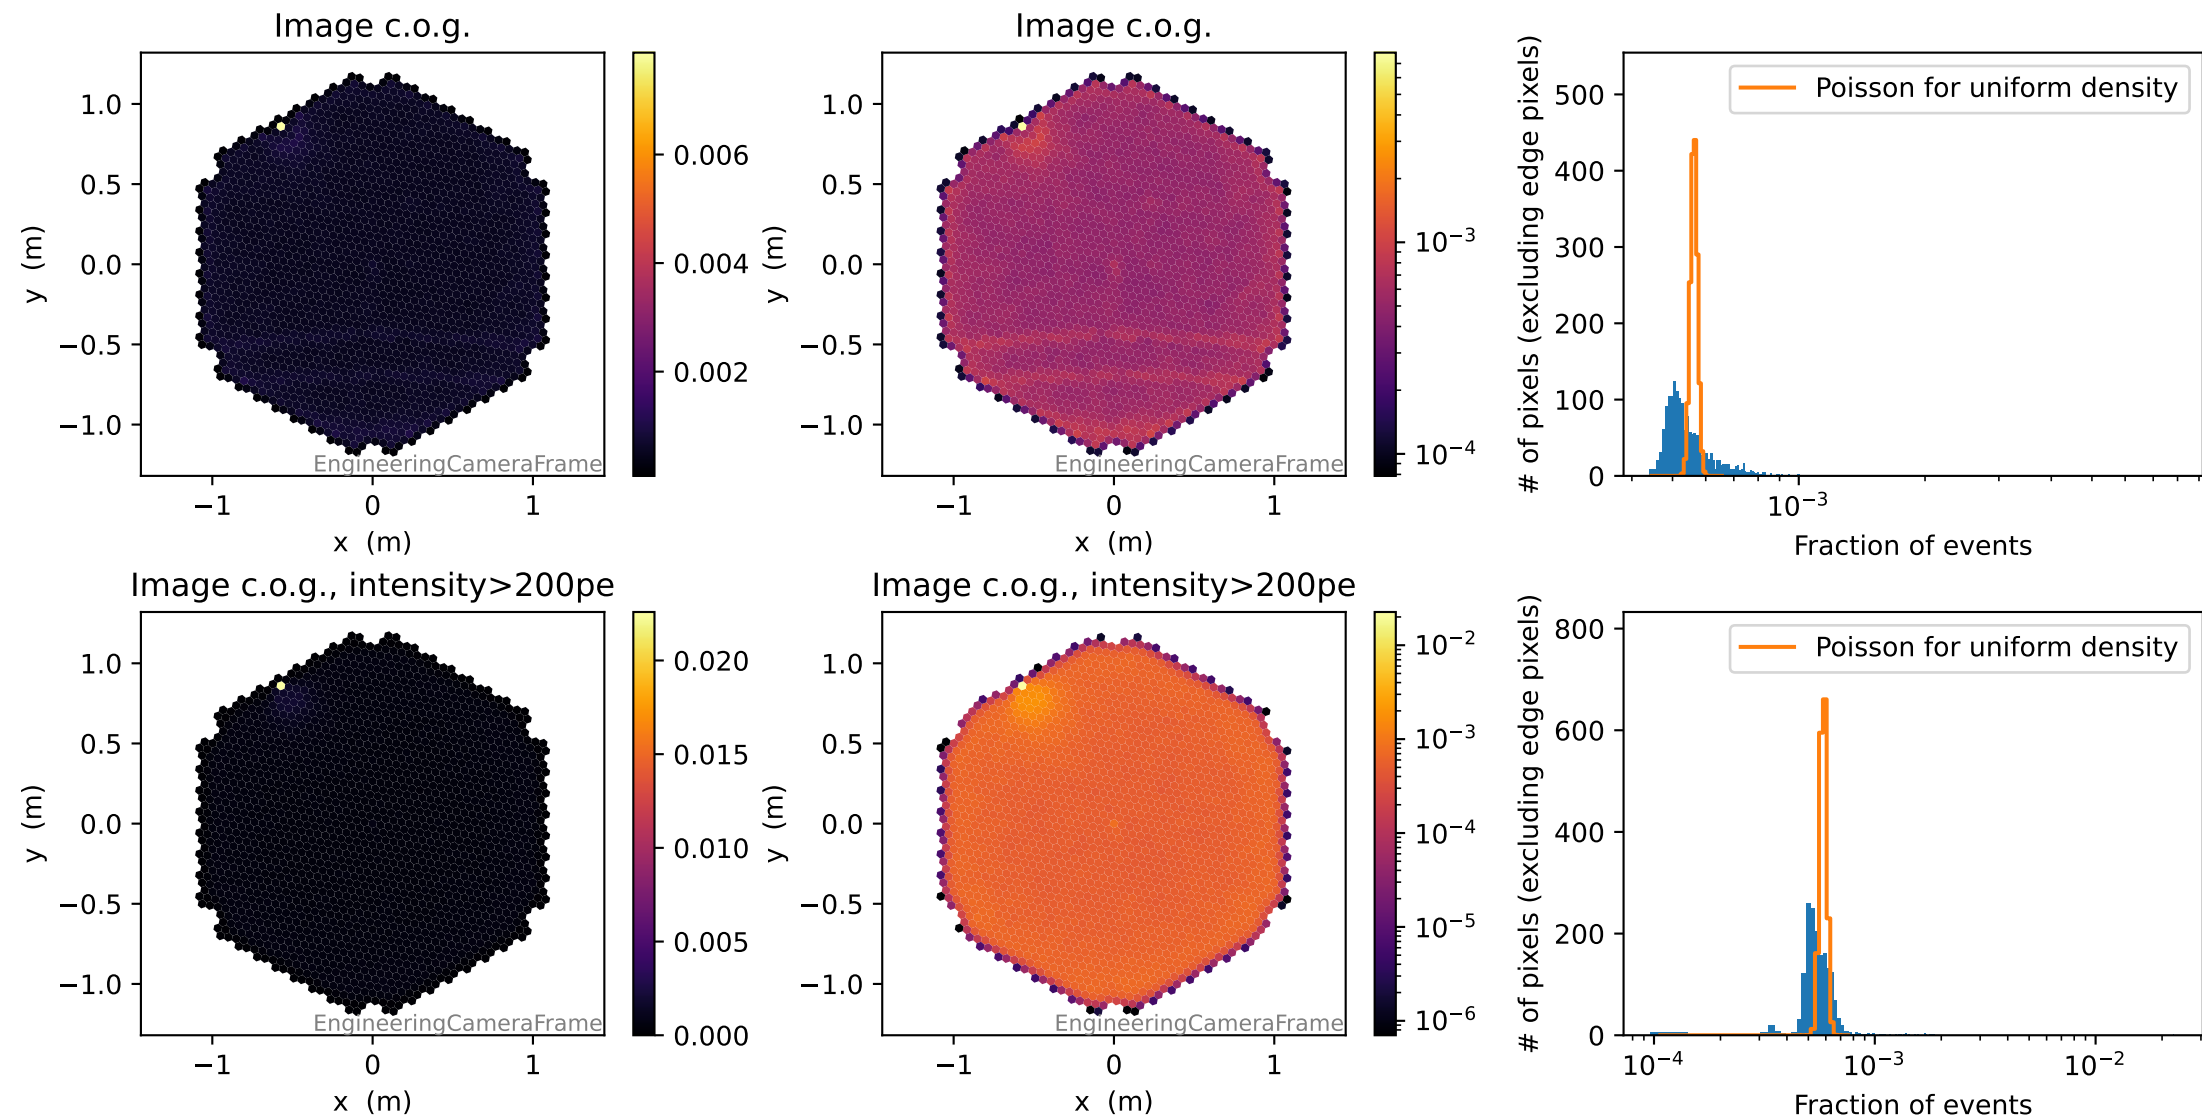 Image c.o.g.
1.0
0.5
0.0
−0.5
−1.0
y (m)
−1 0 1
x (m)
EngineeringCameraFrame
0.006
0.004
0.002
Image c.o.g.
1.0
0.5
0.0
−0.5
−1.0
y (m)
−1 0 1
x (m)
EngineeringCameraFrame
10⁻³
10⁻⁴
# of pixels (excluding edge pixels)
500
400
300
200
100
0
Poisson for uniform density
10⁻³
Fraction of events
Image c.o.g., intensity>200pe
1.0
0.5
0.0
−0.5
−1.0
y (m)
−1 0 1
x (m)
EngineeringCameraFrame
0.020
0.015
0.010
0.005
0.000
Image c.o.g., intensity>200pe
1.0
0.5
0.0
−0.5
−1.0
y (m)
−1 0 1
x (m)
EngineeringCameraFrame
10⁻²
10⁻³
10⁻⁴
10⁻⁵
10⁻⁶
# of pixels (excluding edge pixels)
800
600
400
200
0
Poisson for uniform density
10⁻⁴ 10⁻³ 10⁻²
Fraction of events